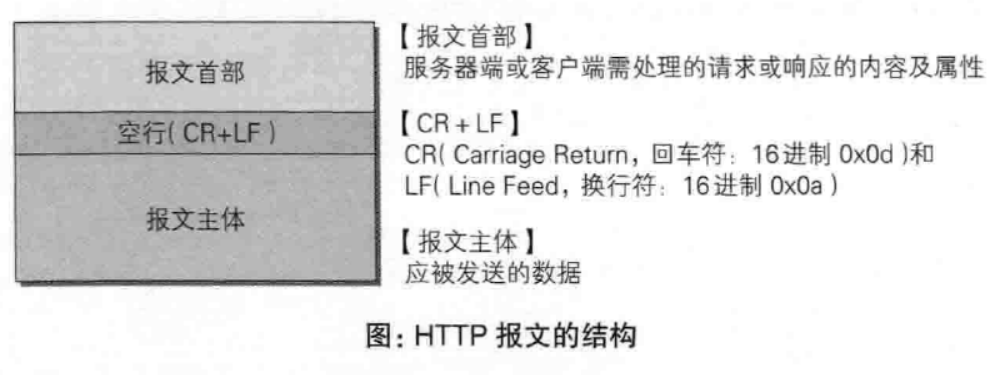 报文首部
空行( CR+LF )
报文主体
【报文首部】
服务器端或客户端需处理的请求或响应的内容及属性
【CR + LF】
CR( Carriage Return，回车符：16进制 0x0d )和
LF( Line Feed，换行符：16进制 0x0a )
【报文主体】
应被发送的数据
图：HTTP 报文的结构